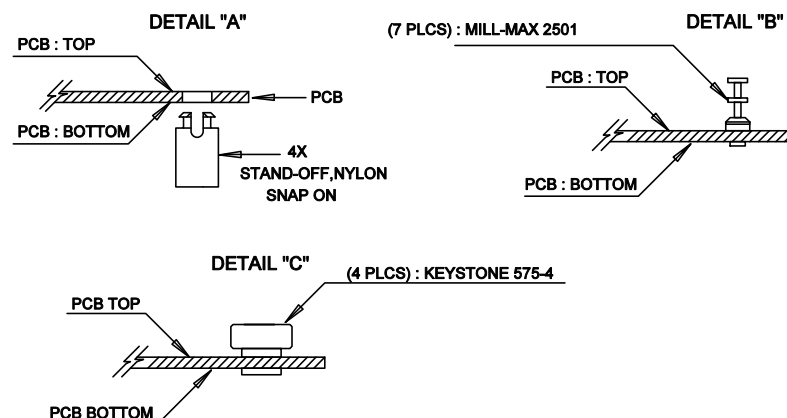 DETAIL "A"
PCB : TOP
PCB
PCB : BOTTOM
4X
STAND-OFF,NYLON
SNAP ON
DETAIL "B"
(7 PLCS) : MILL-MAX 2501
PCB : TOP
PCB : BOTTOM
DETAIL "C"
(4 PLCS) : KEYSTONE 575-4
PCB TOP
PCB BOTTOM